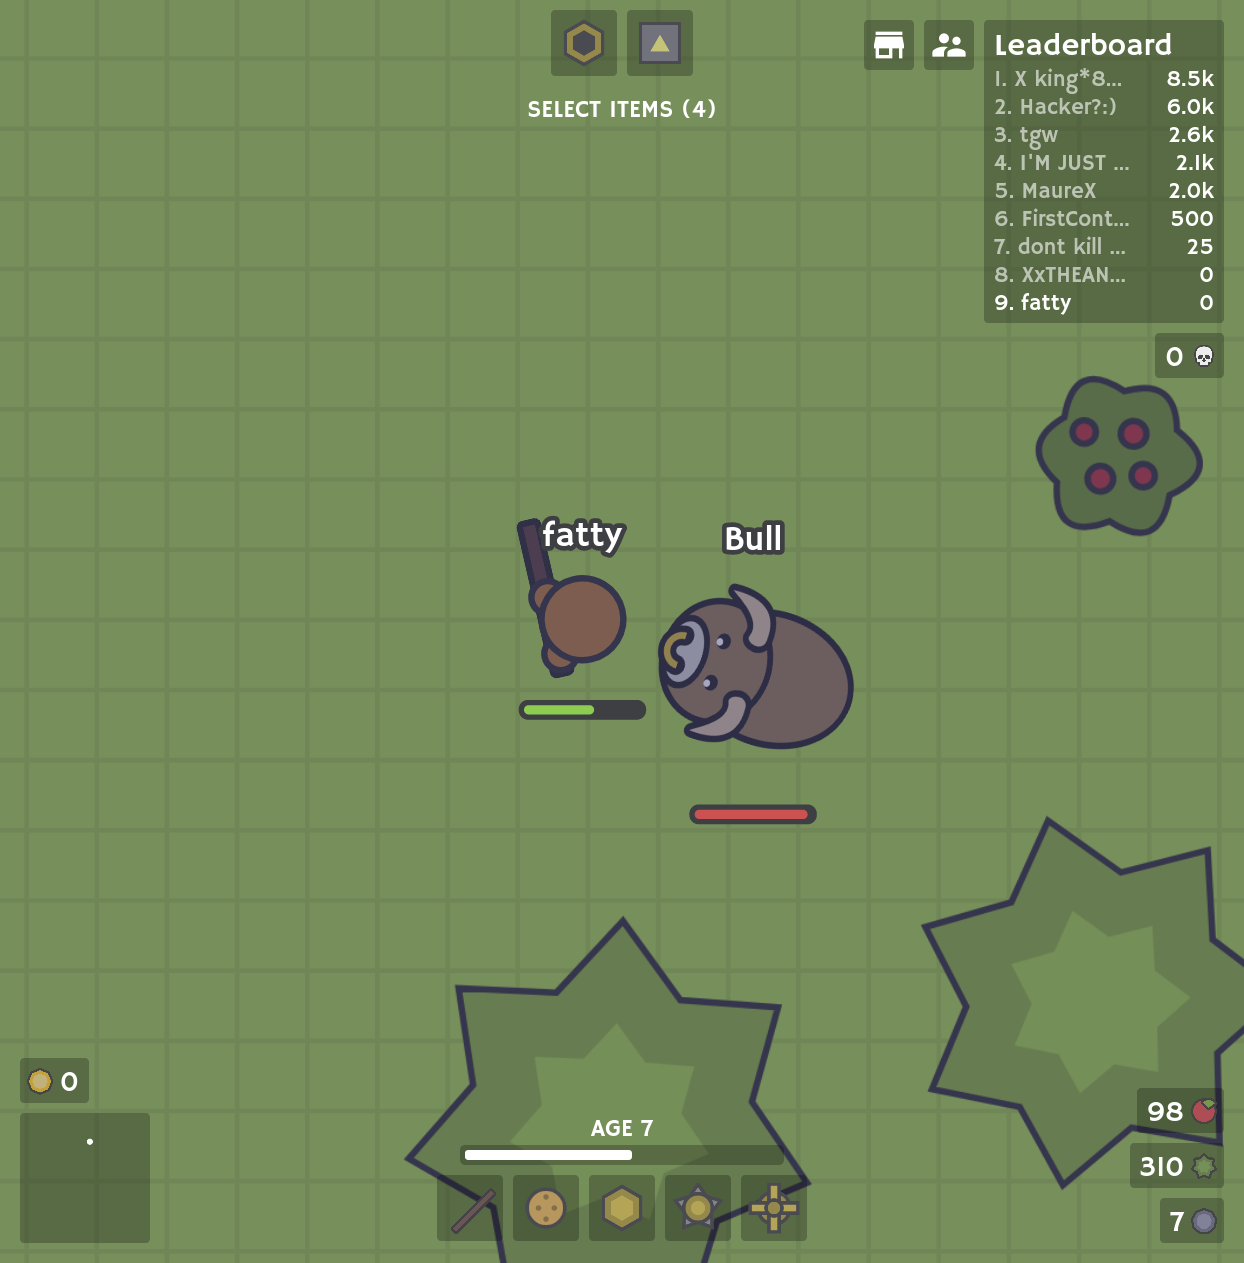 SELECT ITEMS (4)
Leaderboard
1. X king*8... 8.5k
2. Hacker?:) 6.0k
3. tgw 2.6k
4. I'M JUST ... 2.1k
5. MaureX 2.0k
6. FirstCont... 500
7. dont kill ... 25
8. XxTHEAN... 0
9. fatty 0
0
fatty
Bull
0
98
AGE 7
310
7